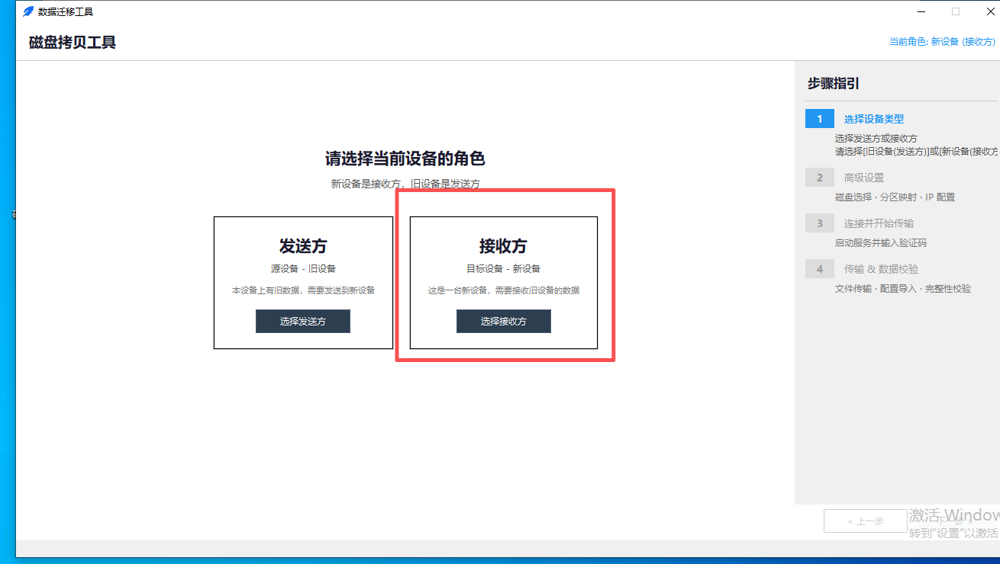 数据迁移工具
磁盘拷贝工具
当前角色: 新设备 (接收方)
请选择当前设备的角色
新设备是接收方，旧设备是发送方
发送方
源设备 - 旧设备
本设备上有旧数据，需要发送到新设备
选择发送方
接收方
目标设备 - 新设备
这是一台新设备，需要接收旧设备的数据
选择接收方
步骤指引
1 选择设备类型
选择发送方或接收方
请选择[旧设备(发送方)]或[新设备(接收方
2 高级设置
磁盘选择 · 分区映射 · IP 配置
3 连接并开始传输
启动服务并输入验证码
4 传输 & 数据校验
文件传输 · 配置导入 · 完整性校验
< 上一步
下一步
激活 Window
转到"设置"以激活